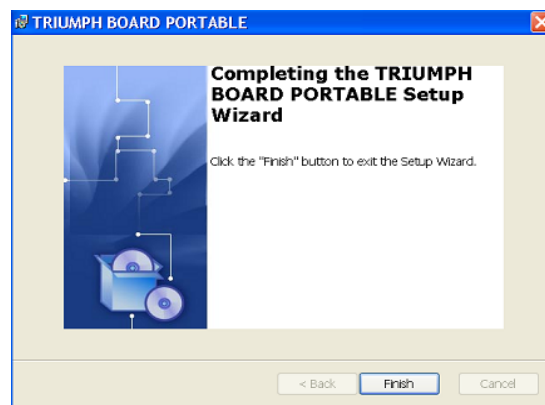 TRIUMPH BOARD PORTABLE
Completing the TRIUMPH
BOARD PORTABLE Setup
Wizard
Click the "Finish" button to exit the Setup Wizard.
< Back
Finish
Cancel